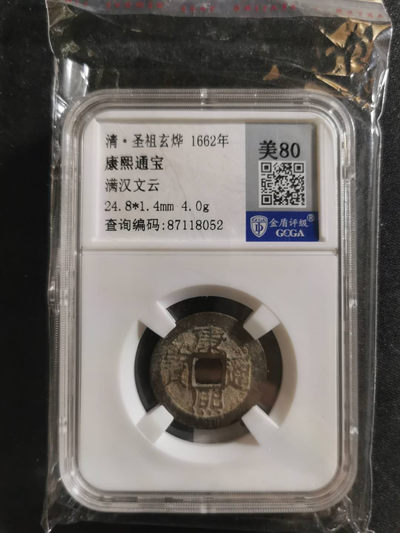 清·圣祖玄烨 1662年
康熙通宝
满汉文云
24.8*1.4mm 4.0g
查询编码:87118052
美80
金盾评级®
GOGA
康熙通寶